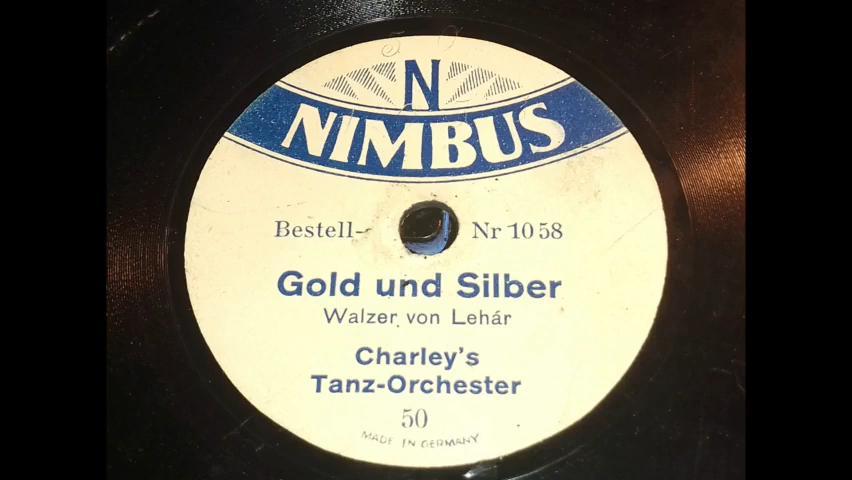 N
NIMBUS
Bestell- Nr 1058
Gold und Silber
Walzer von Lehár
Charley's
Tanz-Orchester
50
MADE IN GERMANY